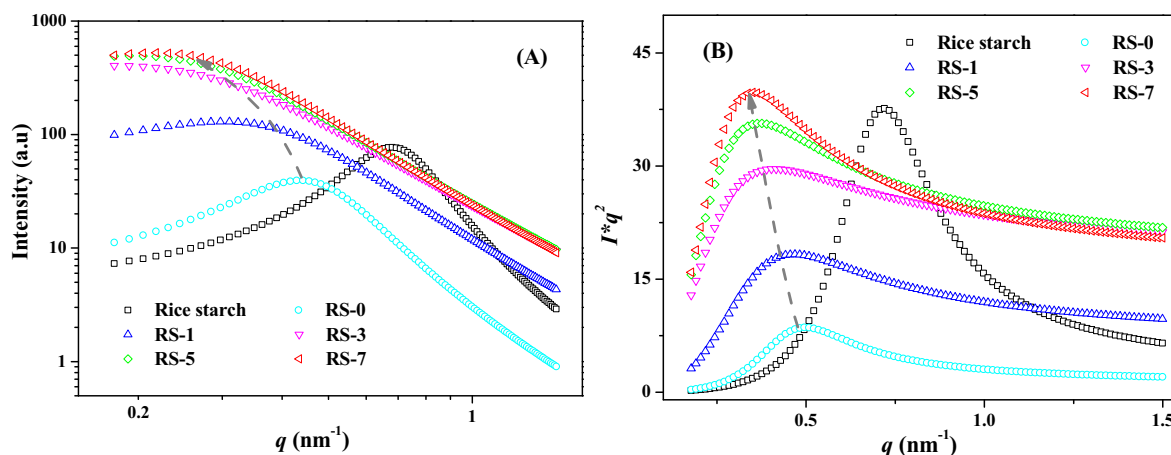 (A)
1000
100
10
1
Intensity (a.u)
Rice starch
RS-0
RS-1
RS-3
RS-5
RS-7
0.2
1
q (nm⁻¹)
(B)
Rice starch
RS-0
RS-1
RS-3
RS-5
RS-7
45
30
15
0
I*q²
0.5
1.0
1.5
q (nm⁻¹)